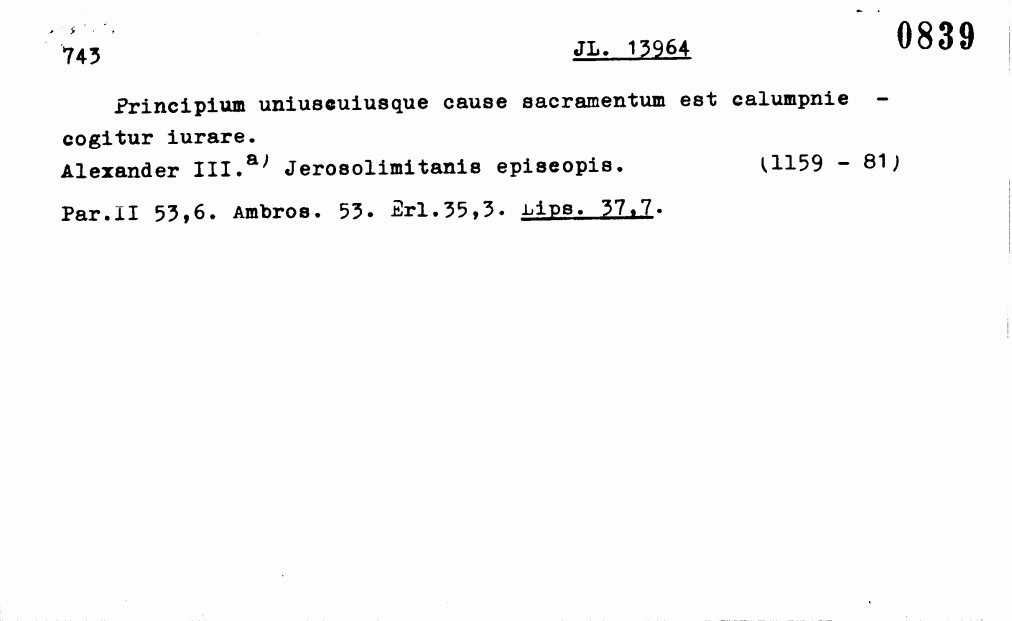 0839
743 JL. 13964
Principium uniuscuiusque cause sacramentum est calumpnie -
cogitur iurare.
Alexander III.a) Jerosolimitanis episcopis. (1159 - 81)
Par.II 53,6. Ambros. 53. Erl.35,3. Lips. 37,7.